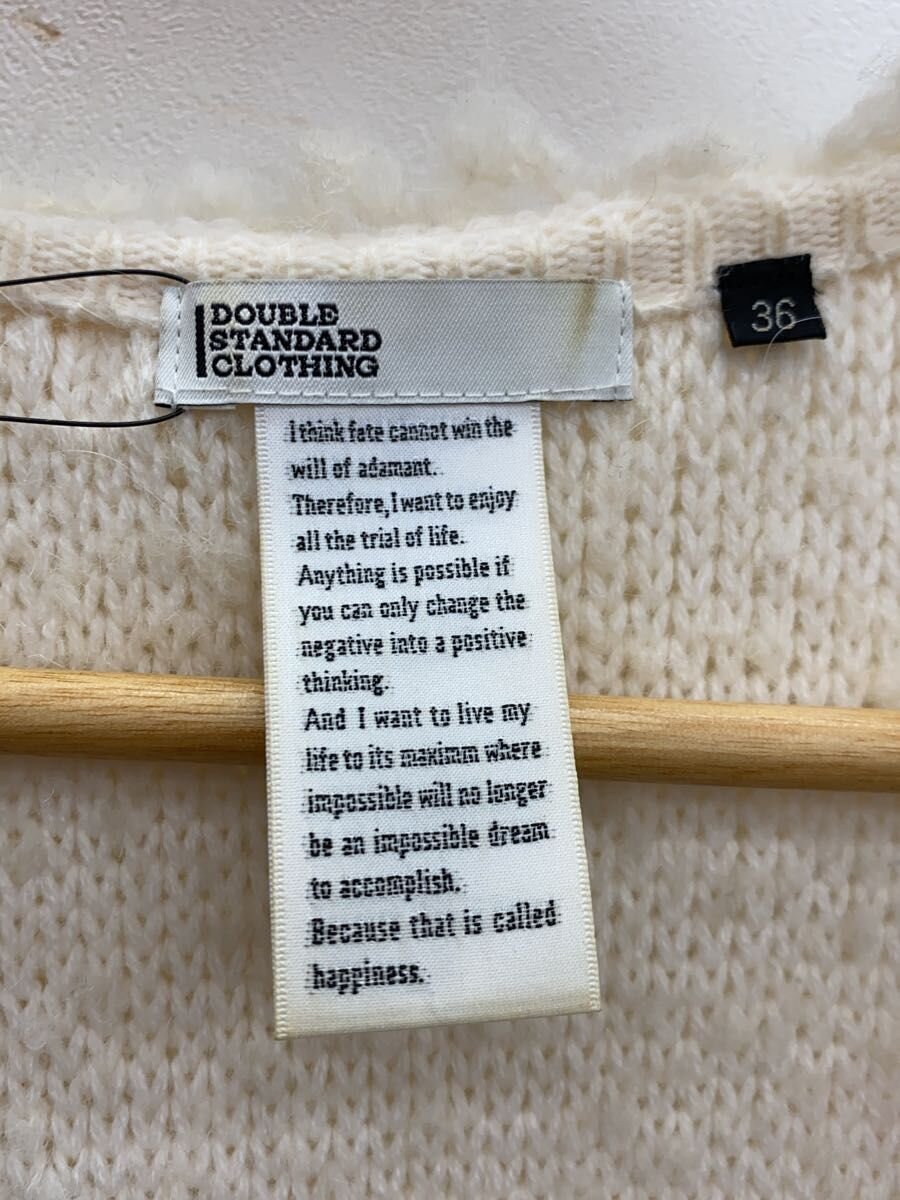 DOUBLE
STANDARD
CLOTHING
36
I think fate cannot win the
will of adamant.
Therefore, I want to enjoy
all the trial of life.
Anything is possible if
you can only change the
negative into a positive
thinking.
And I want to live my
life to its maximm where
impossible will no longer
be an impossible dream
to accomplish.
Because that is called
happiness.